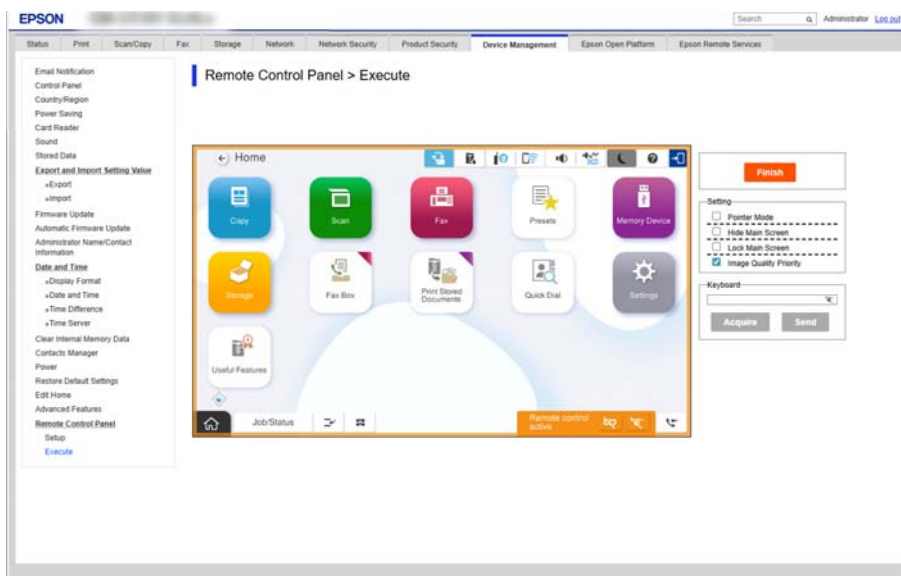 EPSON
Search
Administrator Log out
Status Print Scan/Copy Fax Storage Network Network Security Product Security Device Management Epson Open Platform Epson Remote Services
Email Notification
Control Panel
Country/Region
Power Saving
Card Reader
Sound
Stored Data
Export and Import Setting Value
»Export
»Import
Firmware Update
Automatic Firmware Update
Administrator Name/Contact
Information
Date and Time
»Display Format
»Date and Time
»Time Difference
»Time Server
Clear Internal Memory Data
Contacts Manager
Power
Restore Default Settings
Edit Home
Advanced Features
Remote Control Panel
Setup
Execute
Remote Control Panel > Execute
Home
Copy Scan Fax Presets Memory Device
Storage Fax Box Print Stored Documents Quick Dial Settings
Useful Features
Job/Status
Remote control
active
Finish
Setting
Pointer Mode
Hide Main Screen
Lock Main Screen
Image Quality Priority
Keyboard
Acquire Send